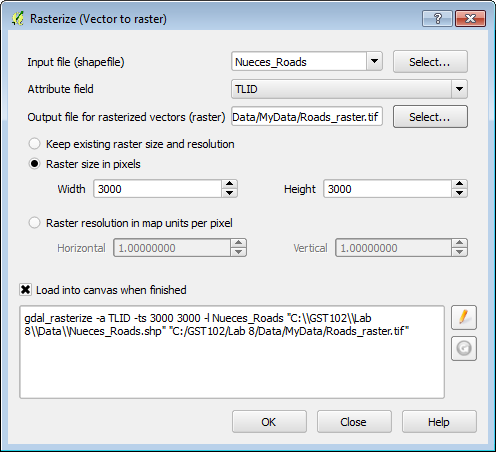 Rasterize (Vector to raster)
Input file (shapefile) Nueces_Roads Select...
Attribute field TLID
Output file for rasterized vectors (raster) Data/MyData/Roads_raster.tif Select...
Keep existing raster size and resolution
Raster size in pixels
Width 3000 Height 3000
Raster resolution in map units per pixel
Horizontal 1.00000000 Vertical 1.00000000
Load into canvas when finished
gdal_rasterize -a TLID -ts 3000 3000 -l Nueces_Roads "C:\\GST102\\Lab
8\\Data\\Nueces_Roads.shp" "C:/GST102/Lab 8/Data/MyData/Roads_raster.tif"
OK Close Help